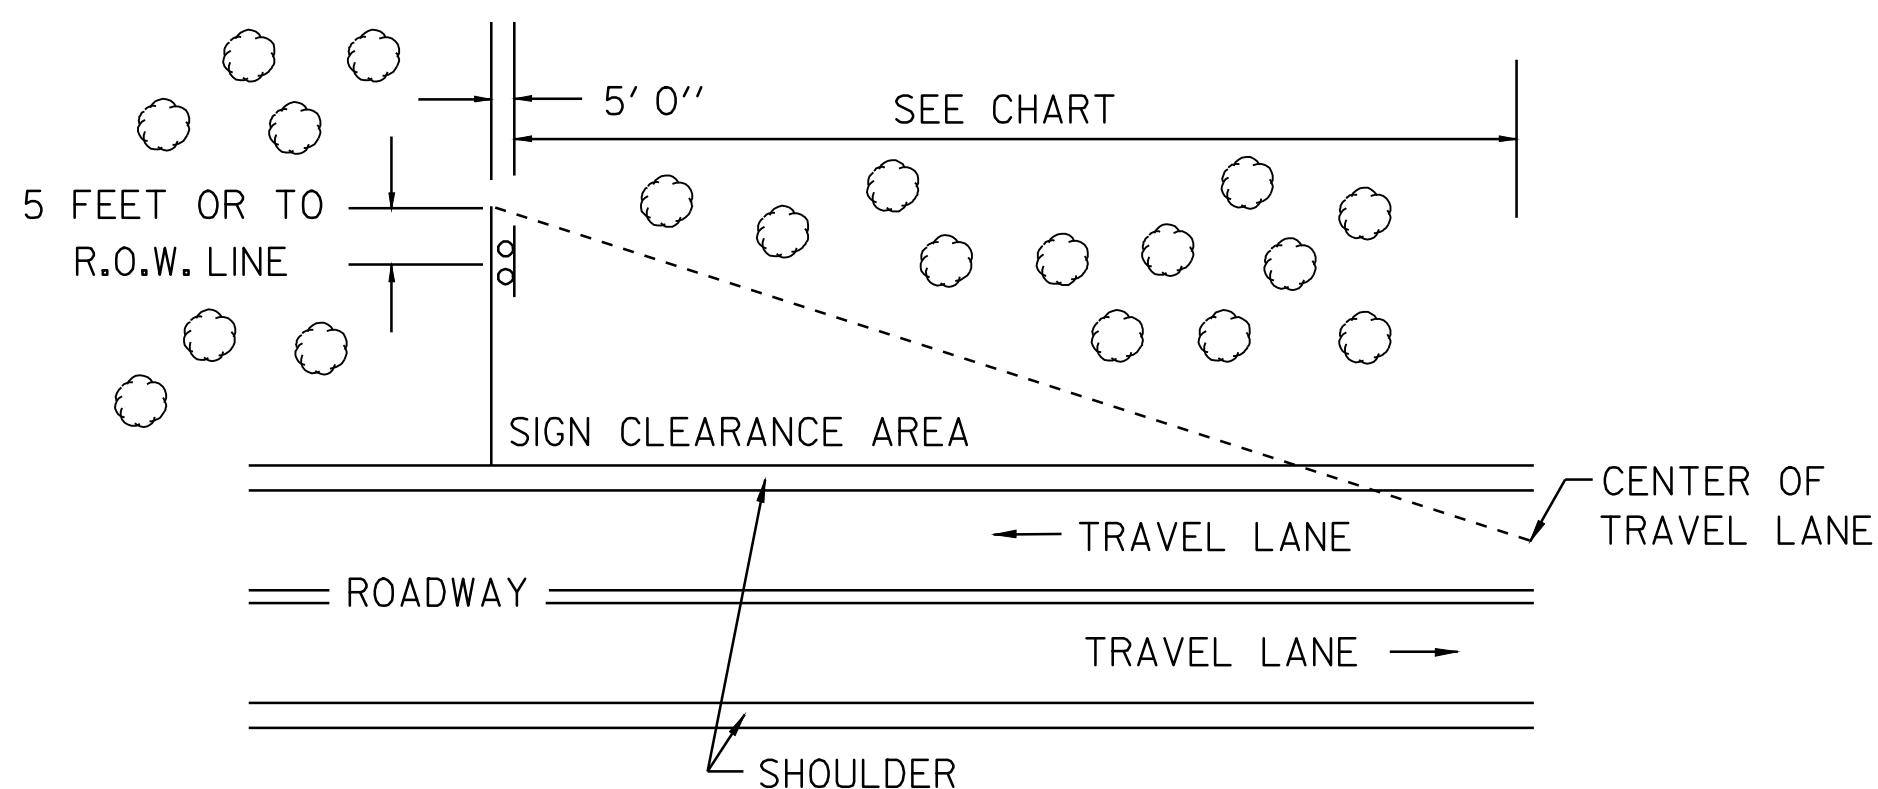 5' 0"
SEE CHART
5 FEET OR TO
R.O.W. LINE
SIGN CLEARANCE AREA
CENTER OF
TRAVEL LANE
TRAVEL LANE
ROADWAY
TRAVEL LANE
SHOULDER